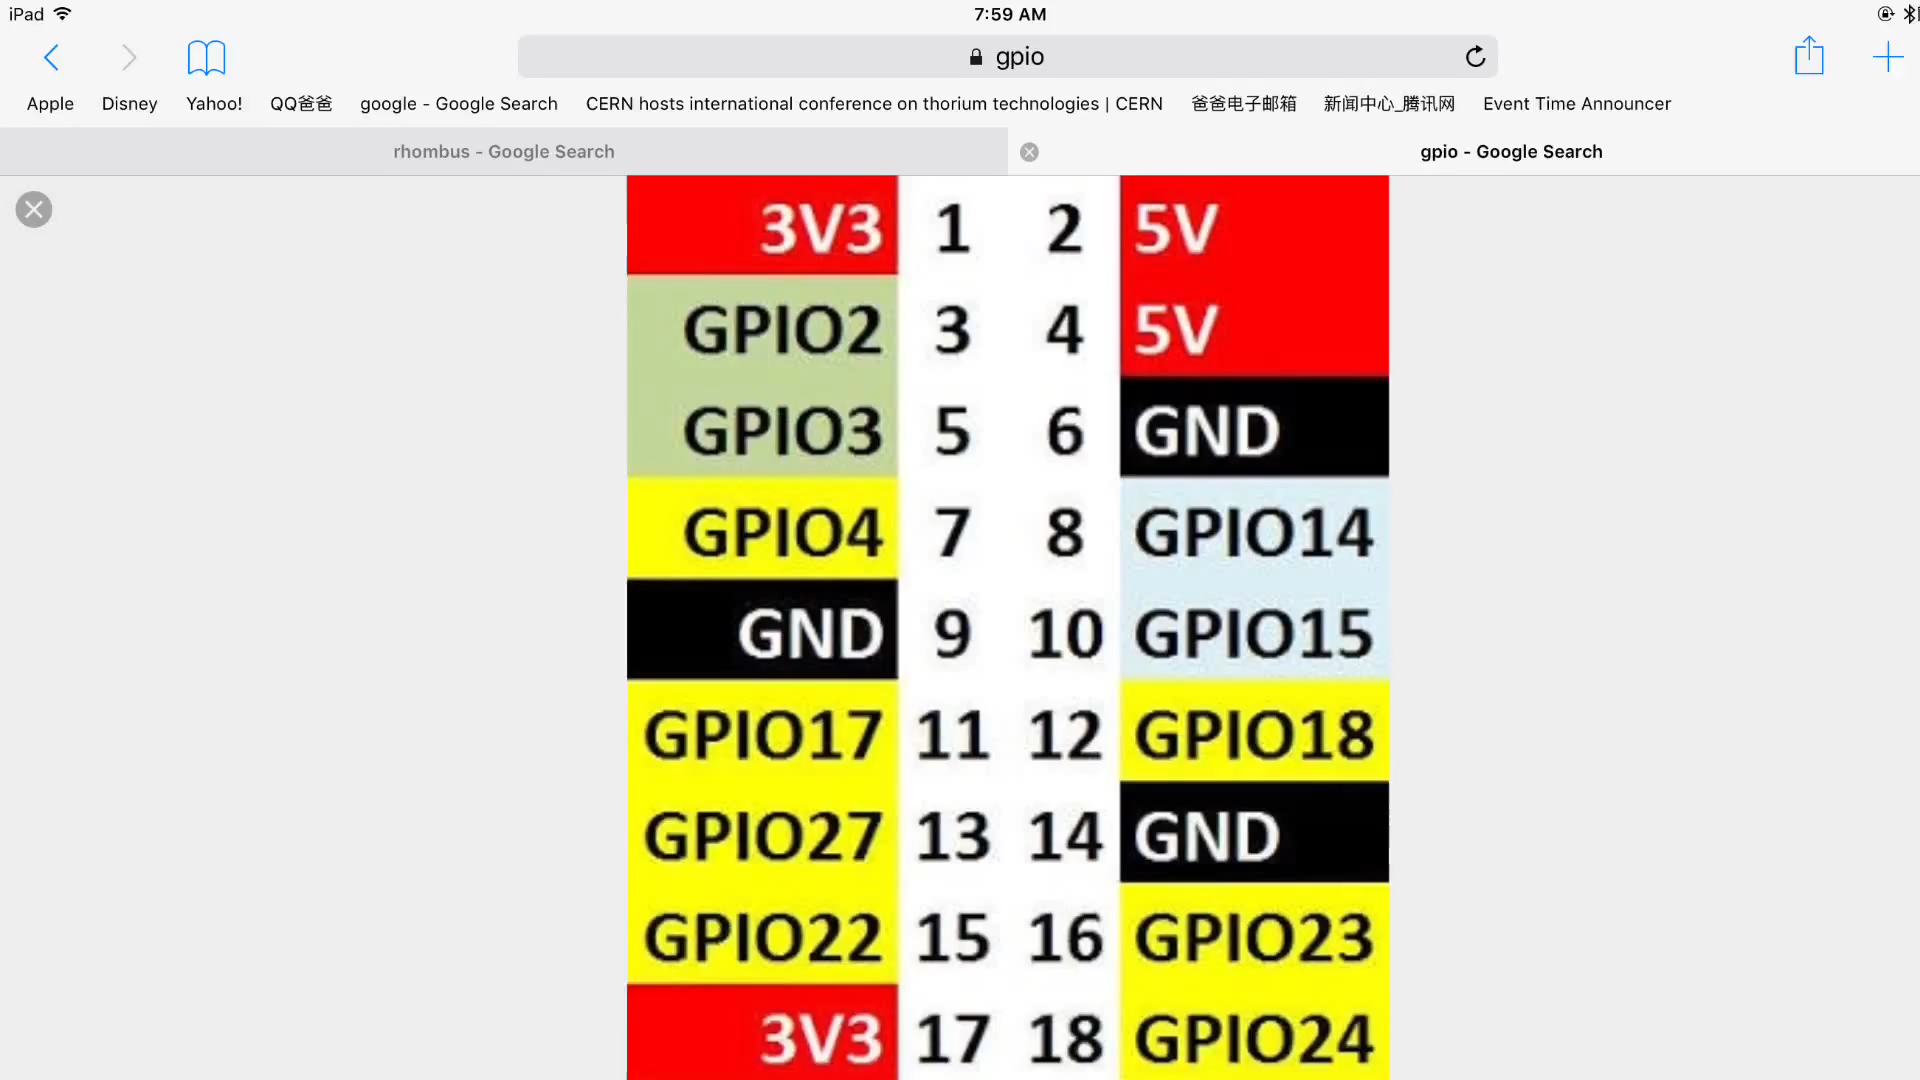 iPad 7:59 AM
gpio
Apple Disney Yahoo! QQ爸爸 google - Google Search CERN hosts international conference on thorium technologies | CERN 爸爸电子邮箱 新闻中心_腾讯网 Event Time Announcer
rhombus - Google Search gpio - Google Search
3V3 1 2 5V
GPIO2 3 4 5V
GPIO3 5 6 GND
GPIO4 7 8 GPIO14
GND 9 10 GPIO15
GPIO17 11 12 GPIO18
GPIO27 13 14 GND
GPIO22 15 16 GPIO23
3V3 17 18 GPIO24